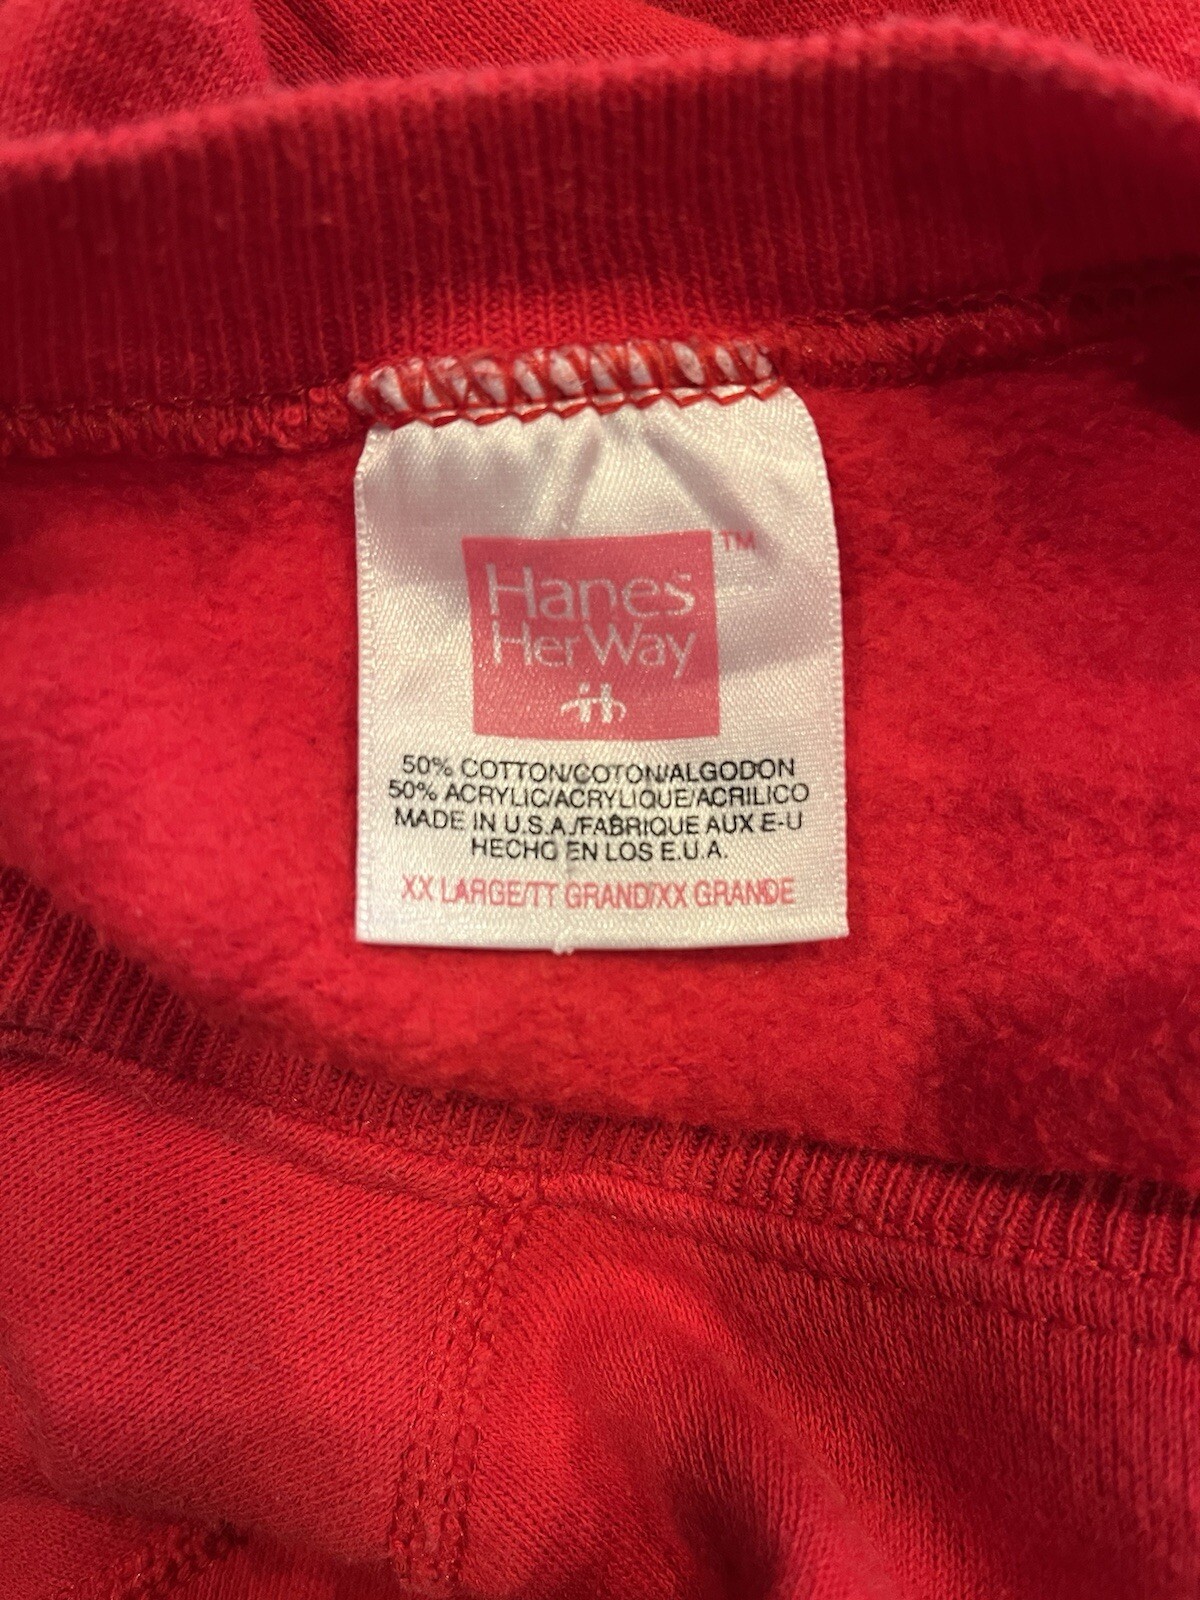 Hanes
HerWay
TM
50% COTTON/COTON/ALGODON
50% ACRYLIC/ACRYLIQUE/ACRILICO
MADE IN U.S.A./FABRIQUE AUX E-U
HECHO EN LOS E.U.A.
XX LARGE/TT GRAND/XX GRANDE